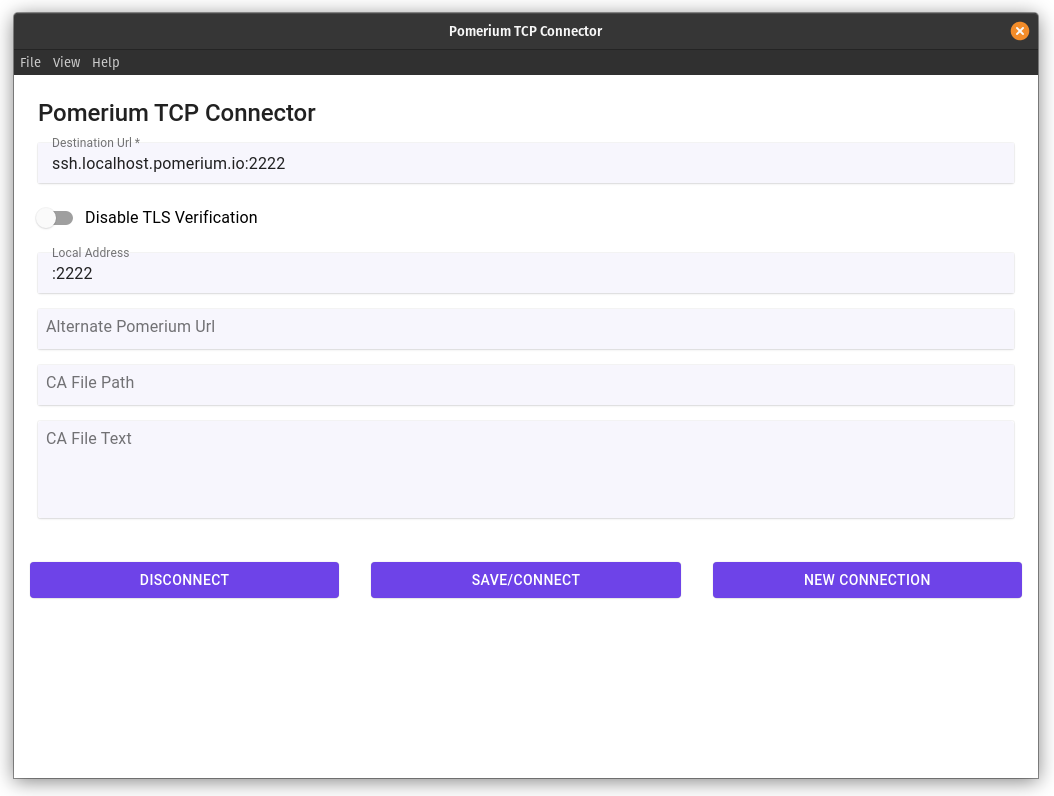 Pomerium TCP Connector
File View Help
Pomerium TCP Connector
Destination Url *
ssh.localhost.pomerium.io:2222
Disable TLS Verification
Local Address
:2222
Alternate Pomerium Url
CA File Path
CA File Text
DISCONNECT SAVE/CONNECT NEW CONNECTION